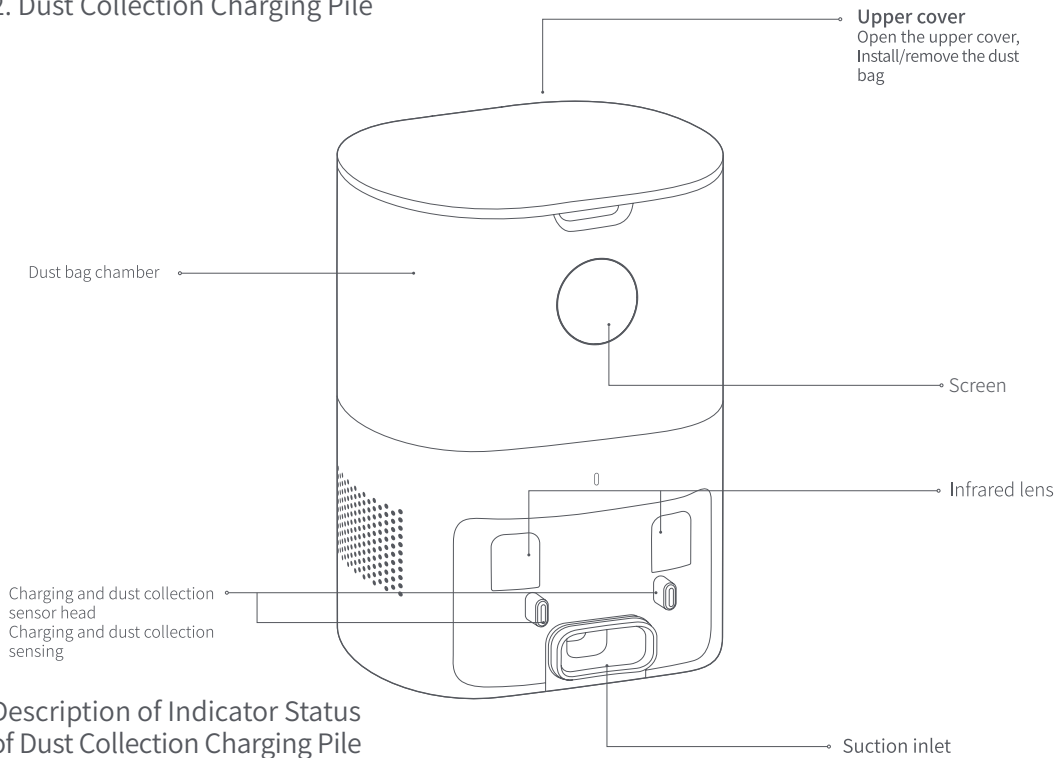 2. Dust Collection Charging Pile
Upper cover
Open the upper cover,
Install/remove the dust
bag
Dust bag chamber
Screen
Infrared lens
Charging and dust collection
sensor head
Charging and dust collection
sensing
Description of Indicator Status
of Dust Collection Charging Pile
Suction inlet